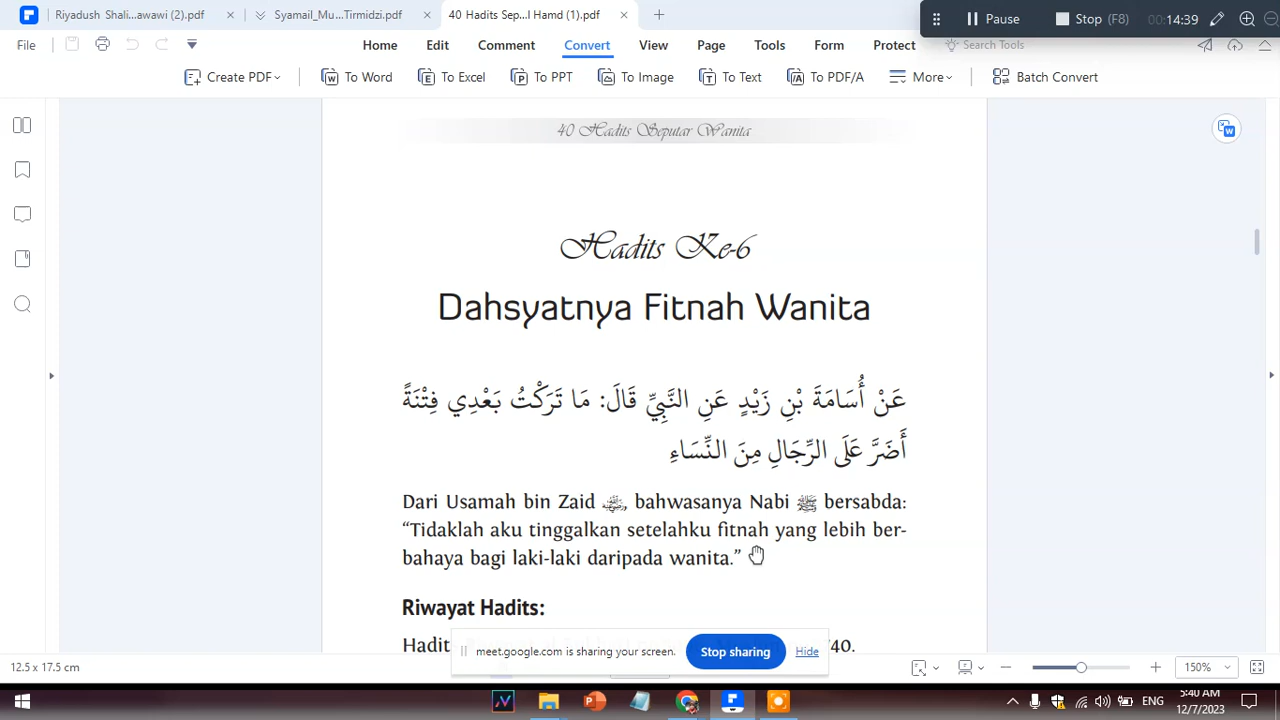 Riyadush Shali...awawi (2).pdf
Syamail_Mu...Tirmidzi.pdf
40 Hadits Sep...l Hamd (1).pdf
Pause
Stop (F8)
00:14:39
File
Home
Edit
Comment
Convert
View
Page
Tools
Form
Protect
Search Tools
Create PDF
To Word
To Excel
To PPT
To Image
To Text
To PDF/A
More
Batch Convert
40 Hadits Seputar Wanita
Hadits Ke-6
Dahsyatnya Fitnah Wanita
عَنْ أُسَامَةَ بْنِ زَيْدٍ عَنِ النَّبِيِّ قَالَ: مَا تَرَكْتُ بَعْدِي فِتْنَةً
أَضَرَّ عَلَى الرِّجَالِ مِنَ النِّسَاءِ
Dari Usamah bin Zaid , bahwasanya Nabi ﷺ bersabda:
“Tidaklah aku tinggalkan setelahku fitnah yang lebih ber-
bahaya bagi laki-laki daripada wanita.”
Riwayat Hadits:
meet.google.com is sharing your screen.
Stop sharing
Hide
12.5 x 17.5 cm
150%
ENG
5:40 AM
12/7/2023